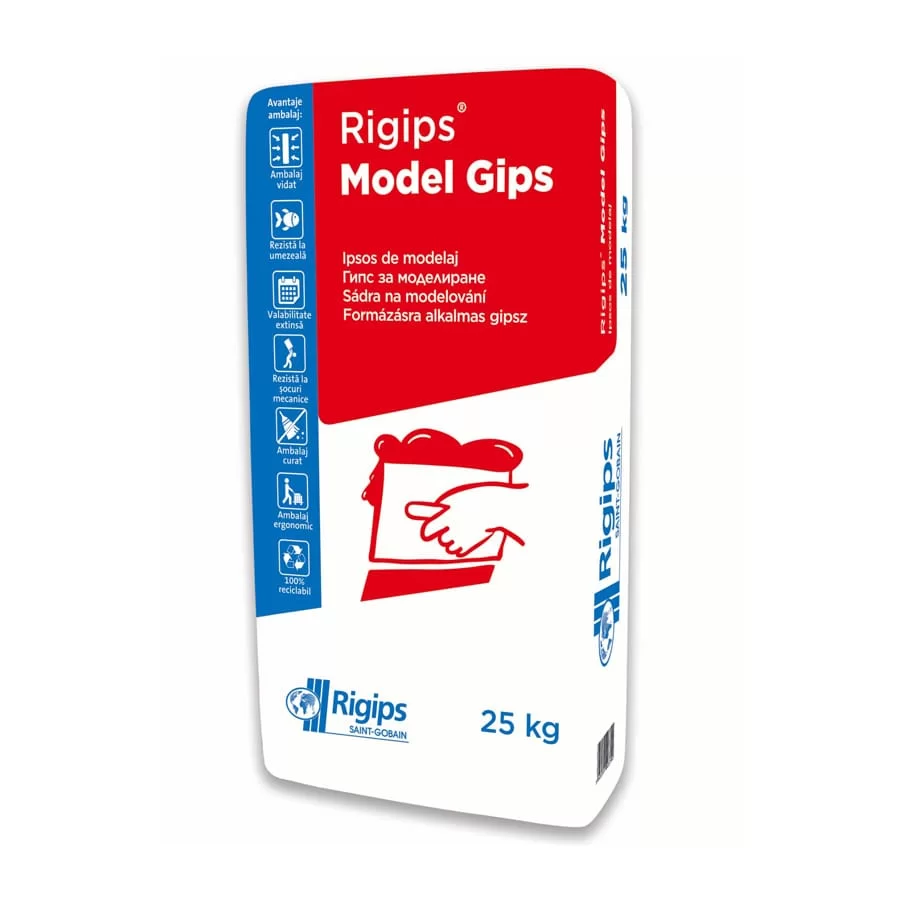 Avantaje
ambalaj:
Ambalaj
vidat
Rezistă la
umezeală
Valabilitate
extinsă
Rezistă la
șocuri
mecanice
Ambalaj
curat
Ambalaj
ergonomic
100%
reciclabil
Rigips®
Model Gips
Ipsos de modelaj
Гипс за моделиране
Sádra na modelování
Formázásra alkalmas gipsz
Rigips
SAINT-GOBAIN
25 kg
Rigips® Model Gips
Ipsos de modelaj
25 kg
Rigips
SAINT-GOBAIN